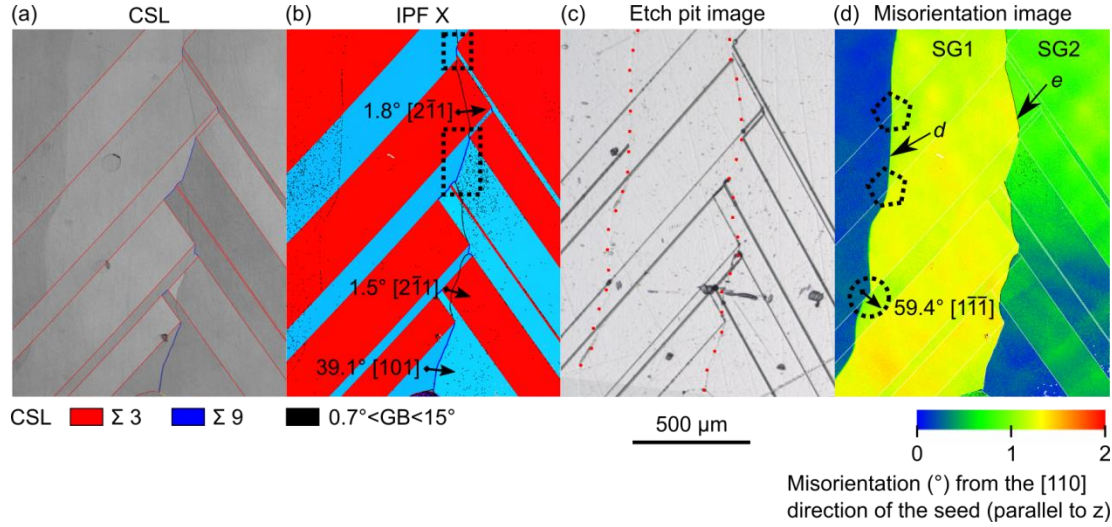 (a) CSL
(b) IPF X
(c) Etch pit image
(d) Misorientation image
1.8° [21̄1]
1.5° [21̄1]
39.1° [101]
SG1 SG2
e
d
59.4° [11̄1̄]
CSL Σ 3 Σ 9 0.7°<GB<15°
500 µm
0 1 2
Misorientation (°) from the [110]
direction of the seed (parallel to z)